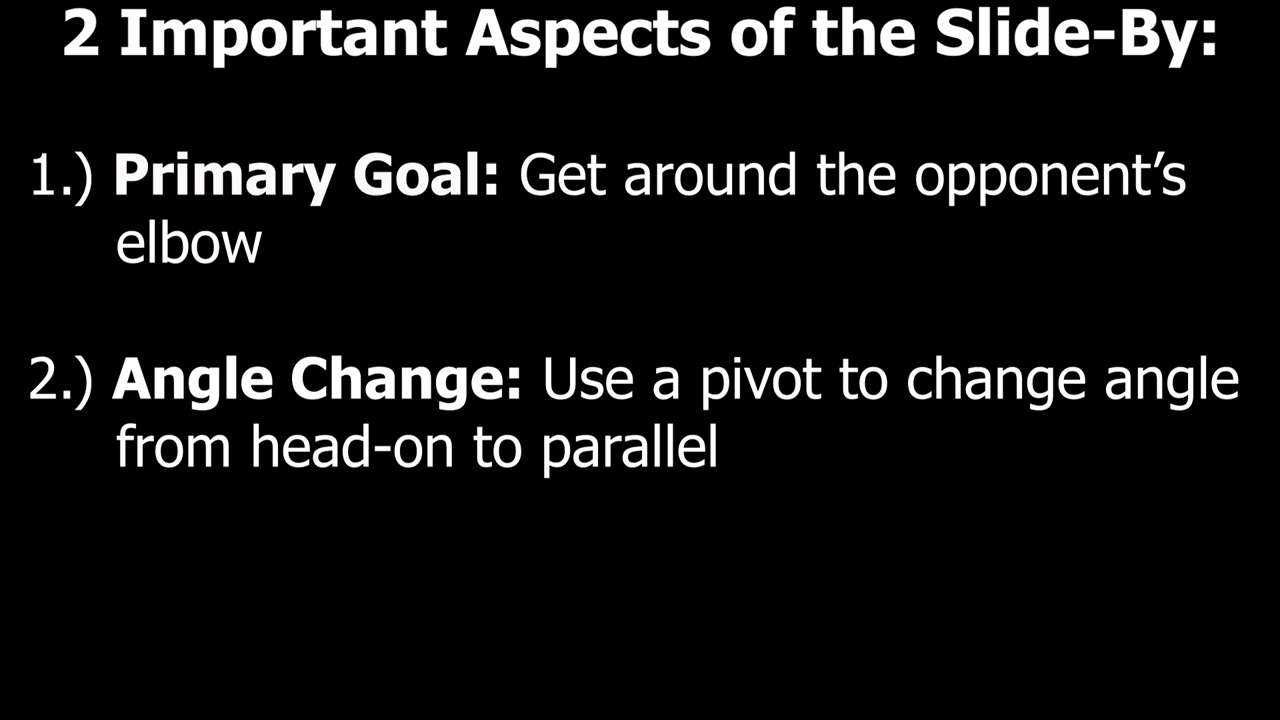 2 Important Aspects of the Slide-By:
1.) Primary Goal: Get around the opponent’s
elbow
2.) Angle Change: Use a pivot to change angle
from head-on to parallel